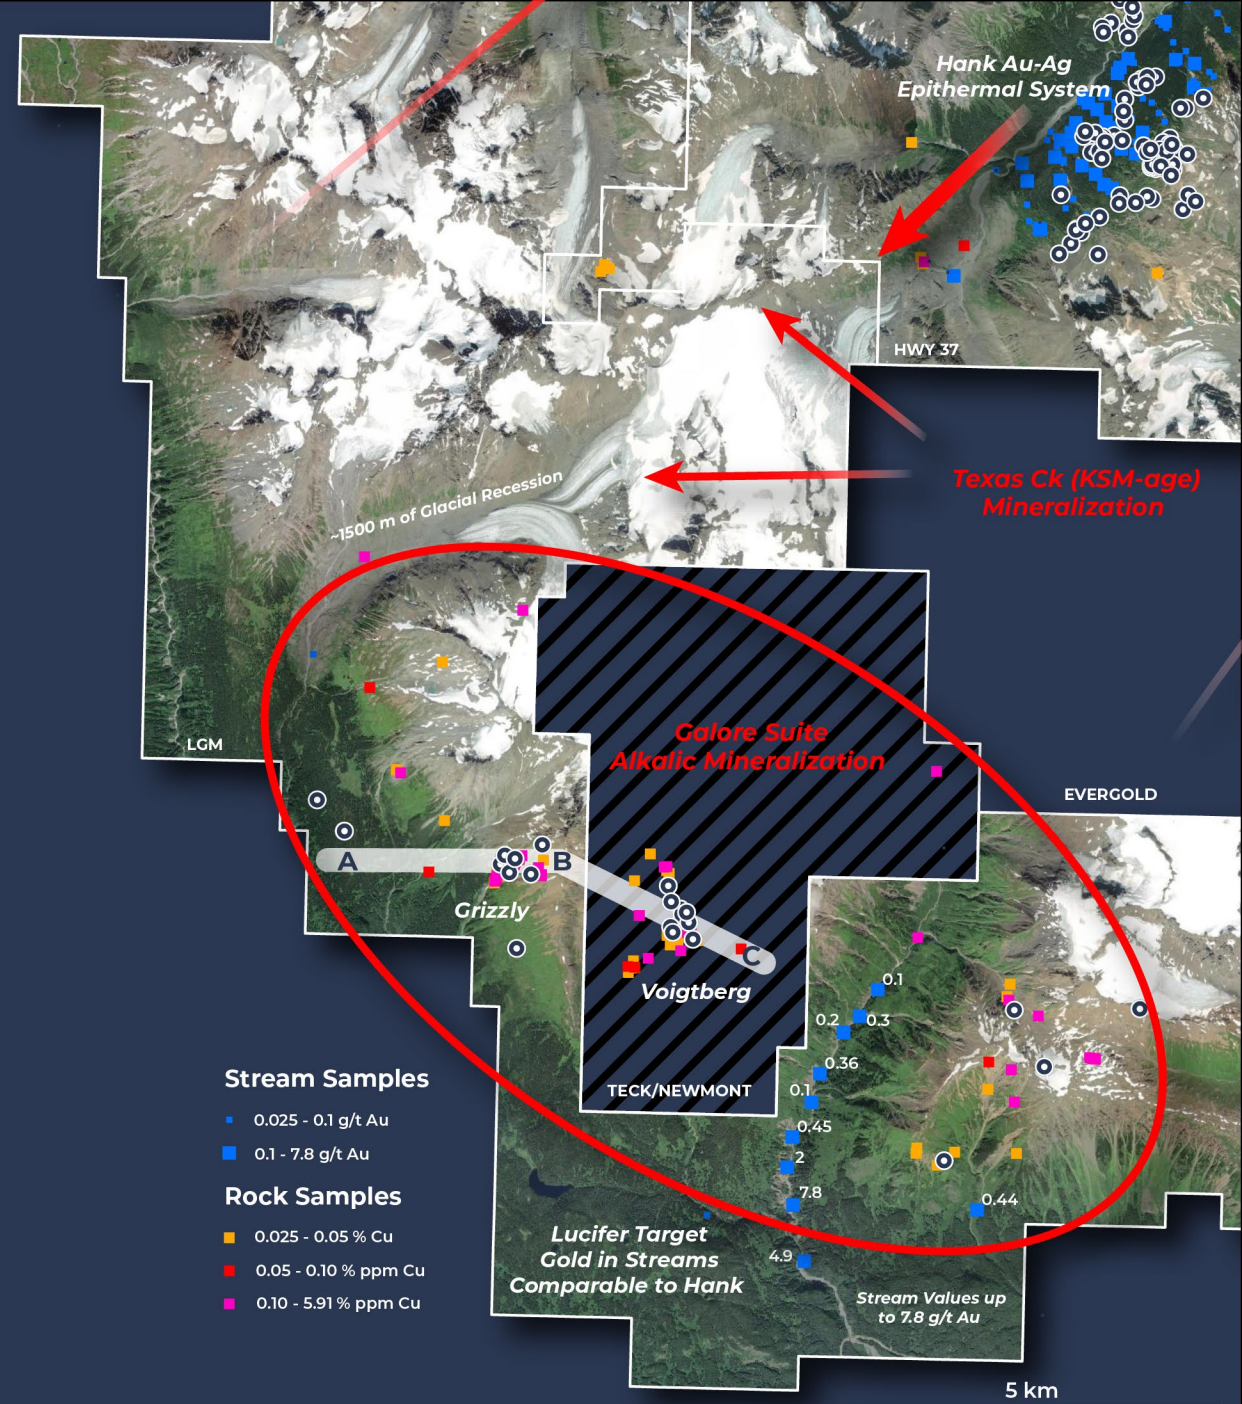 Hank Au-Ag
Epithermal System
HWY 37
Texas Ck (KSM-age)
Mineralization
~1500 m of Glacial Recession
LGM
Galore Suite
Alkalic Mineralization
EVERGOLD
A
B
Grizzly
C
Voigtberg
0.1
0.2
0.3
0.36
TECK/NEWMONT
0.1
0.45
2
7.8
0.44
4.9
Stream Samples
0.025 - 0.1 g/t Au
0.1 - 7.8 g/t Au
Rock Samples
0.025 - 0.05 % Cu
0.05 - 0.10 % ppm Cu
0.10 - 5.91 % ppm Cu
Lucifer Target
Gold in Streams
Comparable to Hank
Stream Values up
to 7.8 g/t Au
5 km